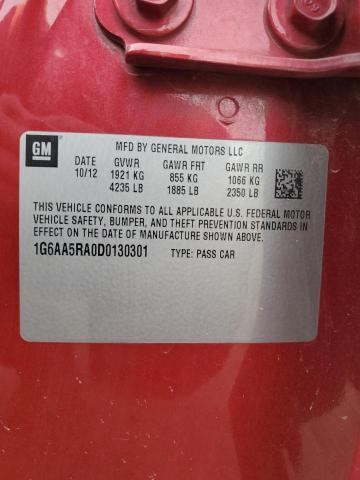 GM
MFD BY GENERAL MOTORS LLC
DATE GVWR GAWR FRT GAWR RR
10/12 1921 KG 855 KG 1066 KG
4235 LB 1885 LB 2350 LB
THIS VEHICLE CONFORMS TO ALL APPLICABLE U.S. FEDERAL MOTOR
VEHICLE SAFETY, BUMPER, AND THEFT PREVENTION STANDARDS IN
EFFECT ON THE DATE OF MANUFACTURE SHOWN ABOVE.
1G6AA5RA0D0130301 TYPE: PASS CAR